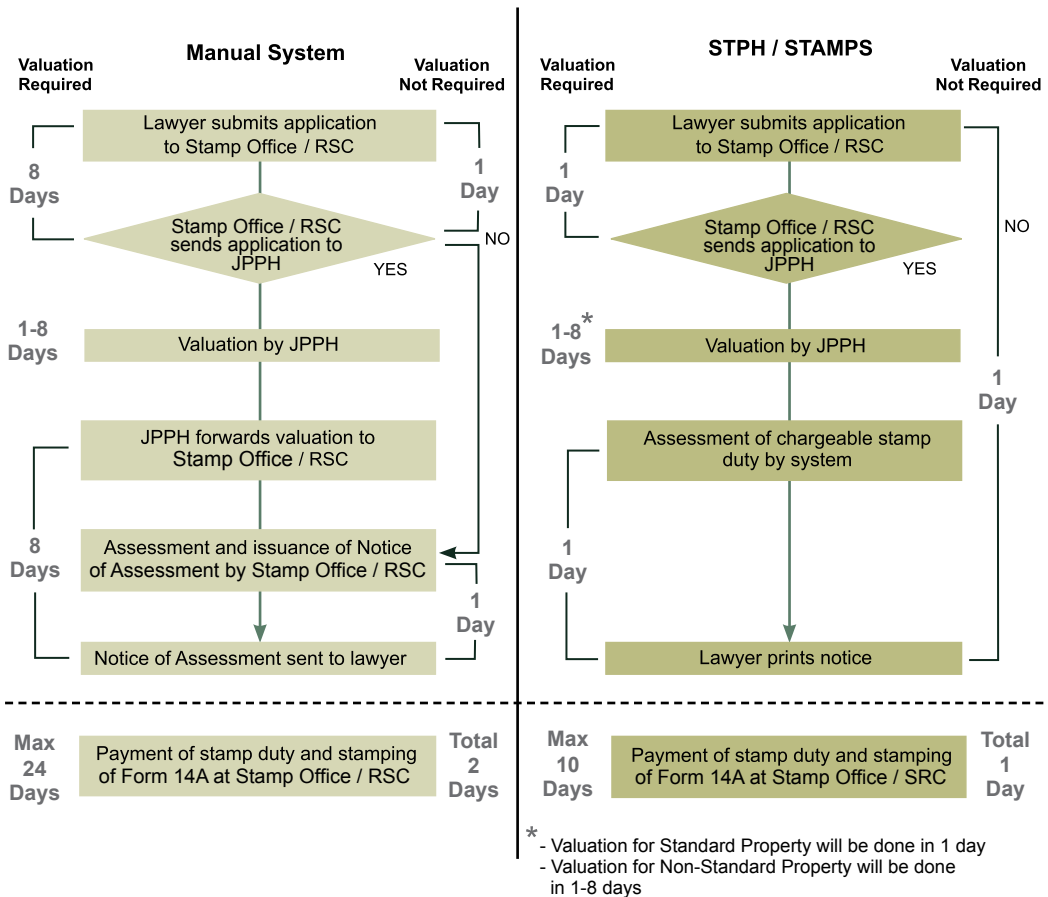 Manual System
Valuation
Required
Valuation
Not Required
Lawyer submits application
to Stamp Office / RSC
8
Days
1
Day
Stamp Office / RSC
sends application to
JPPH
NO
YES
1-8
Days
Valuation by JPPH
JPPH forwards valuation to
Stamp Office / RSC
8
Days
Assessment and issuance of Notice
of Assessment by Stamp Office / RSC
1
Day
Notice of Assessment sent to lawyer
Max
24
Days
Payment of stamp duty and stamping
of Form 14A at Stamp Office / RSC
Total
2
Days
STPH / STAMPS
Valuation
Required
Valuation
Not Required
Lawyer submits application
to Stamp Office / RSC
1
Day
Stamp Office / RSC
sends application to
JPPH
NO
YES
1-8*
Days
Valuation by JPPH
1
Day
Assessment of chargeable stamp
duty by system
1
Day
Lawyer prints notice
Max
10
Days
Payment of stamp duty and stamping
of Form 14A at Stamp Office / SRC
Total
1
Day
* - Valuation for Standard Property will be done in 1 day
- Valuation for Non-Standard Property will be done
in 1-8 days